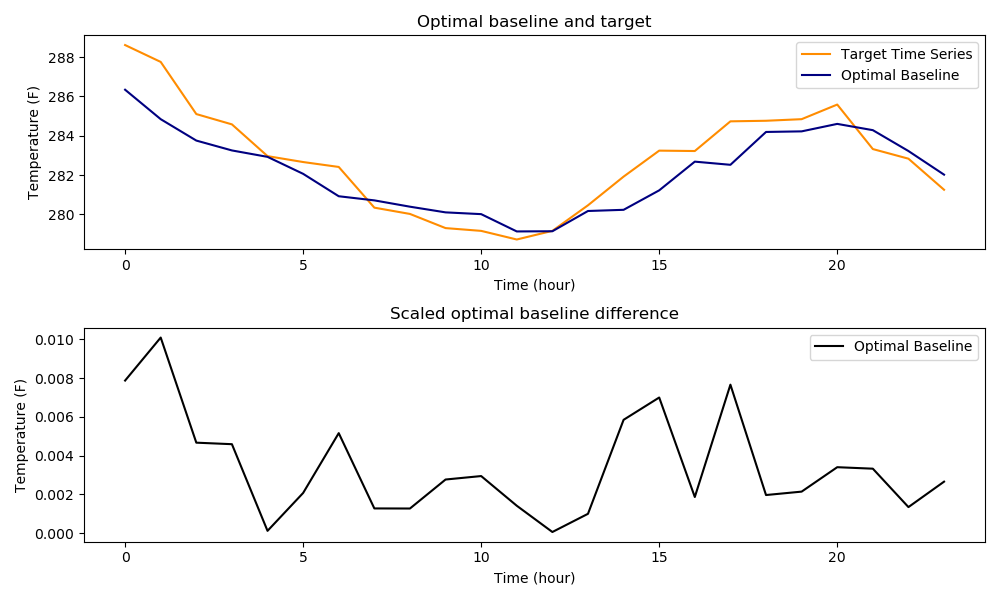 Optimal baseline and target
Temperature (F)
288
286
284
282
280
Target Time Series
Optimal Baseline
0 5 10 15 20
Time (hour)
Scaled optimal baseline difference
Temperature (F)
0.010
0.008
0.006
0.004
0.002
0.000
Optimal Baseline
0 5 10 15 20
Time (hour)